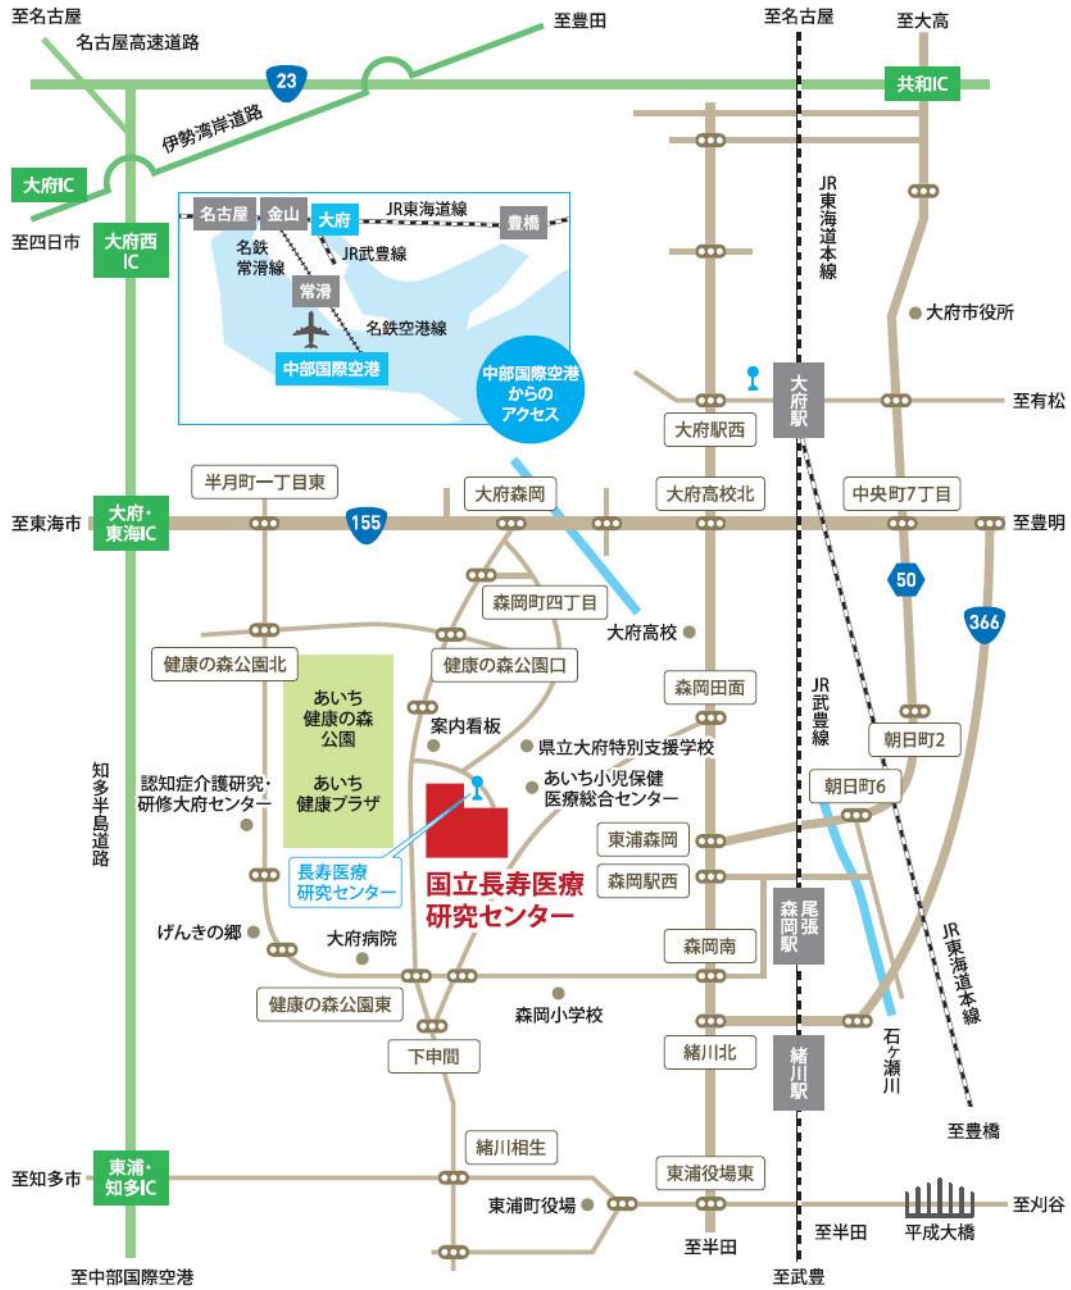 至名古屋
名古屋高速道路
至豊田
至名古屋
至大高
23
共和IC
伊勢湾岸道路
大府IC
至四日市
大府西
IC
名古屋
金山
大府
JR東海道線
豊橋
名鉄
常滑線
JR武豊線
常滑
名鉄空港線
中部国際空港
中部国際空港
からの
アクセス
JR東海道本線
大府市役所
大府駅
至有松
大府駅西
半月町一丁目東
大府森岡
大府高校北
中央町7丁目
至東海市
大府・
東海IC
155
至豊明
50
366
森岡町四丁目
大府高校
健康の森公園北
健康の森公園口
森岡田面
JR武豊線
あいち
健康の森
公園
あいち
健康プラザ
案内看板
県立大府特別支援学校
朝日町2
知多半島道路
認知症介護研究・
研修大府センター
あいち小児保健
医療総合センター
朝日町6
東浦森岡
長寿医療
研究センター
国立長寿医療
研究センター
森岡駅西
尾張
森岡駅
げんきの郷
大府病院
森岡南
JR東海道本線
健康の森公園東
森岡小学校
下申間
緒川北
緒川駅
石ヶ瀬川
至豊橋
緒川相生
至知多市
東浦・
知多IC
東浦役場東
東浦町役場
至刈谷
至半田
至半田
平成大橋
至中部国際空港
至武豊